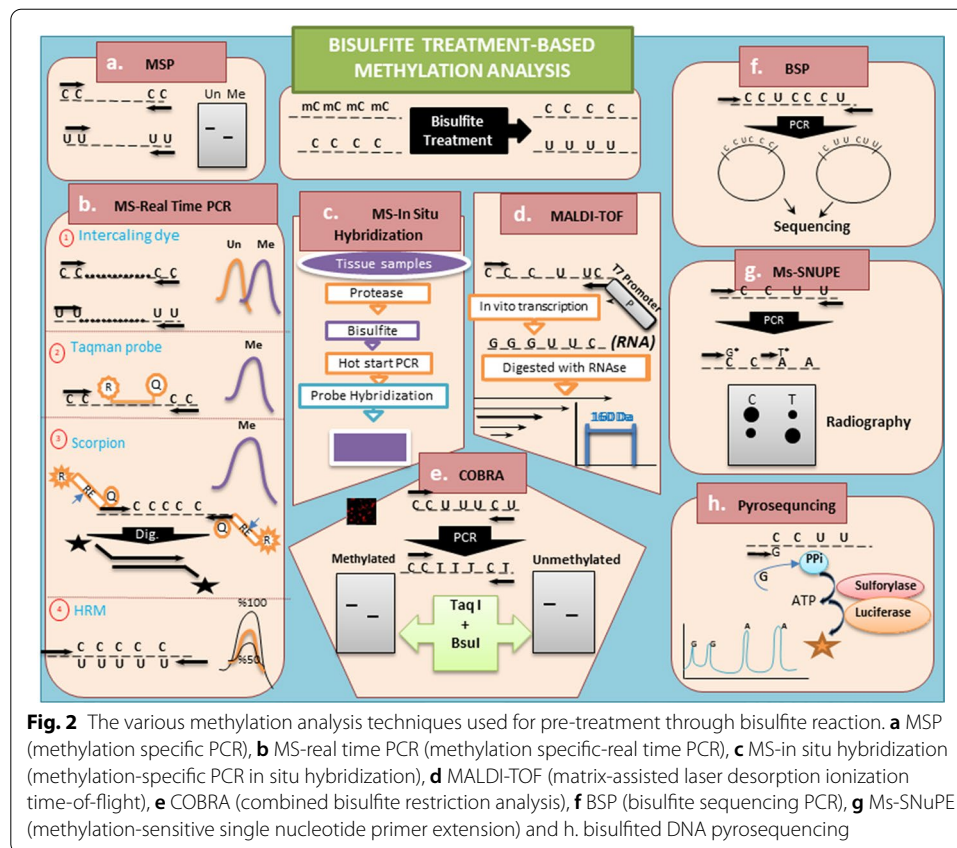 BISULFITE TREATMENT-BASED
METHYLATION ANALYSIS
a. MSP
C C C C
Un Me
U U U U
mC mC mC mC
C C C C
Bisulfite
Treatment
C C C C
U U U U
b. MS-Real Time PCR
1 Intercaling dye
Un Me
C C C C
U U U U
2 Taqman probe
Me
R Q
C C C C
3 Scorpion
Me
R RE Q
C C C C C
Q RE R
Dig.
4 HRM
%100
%50
C C C C C
U U U U U
c. MS-In Situ
Hybridization
Tissue samples
Protease
Bisulfite
Hot start PCR
Probe Hybridization
d. MALDI-TOF
C C C U U C
T7 Promoter
P
In vito transcription
G G G U U C (RNA)
Digested with RNAse
160 Da
e. COBRA
C C U U U C U
PCR
C C T T T C T
Methylated
Unmethylated
Taq I
+
BsuI
f. BSP
C C U C C C U
PCR
C C U C C C
C U U C U U
Sequencing
g. Ms-SNUPE
C C U U
PCR
G* T*
C C A A
C T
Radiography
h. Pyrosequncing
C C U U
G
PPi
G
Sulforylase
ATP
Luciferase
G G A A
Fig. 2 The various methylation analysis techniques used for pre-treatment through bisulfite reaction. a MSP
(methylation specific PCR), b MS-real time PCR (methylation specific-real time PCR), c MS-in situ hybridization
(methylation-specific PCR in situ hybridization), d MALDI-TOF (matrix-assisted laser desorption ionization
time-of-flight), e COBRA (combined bisulfite restriction analysis), f BSP (bisulfite sequencing PCR), g Ms-SNuPE
(methylation-sensitive single nucleotide primer extension) and h. bisulfited DNA pyrosequencing